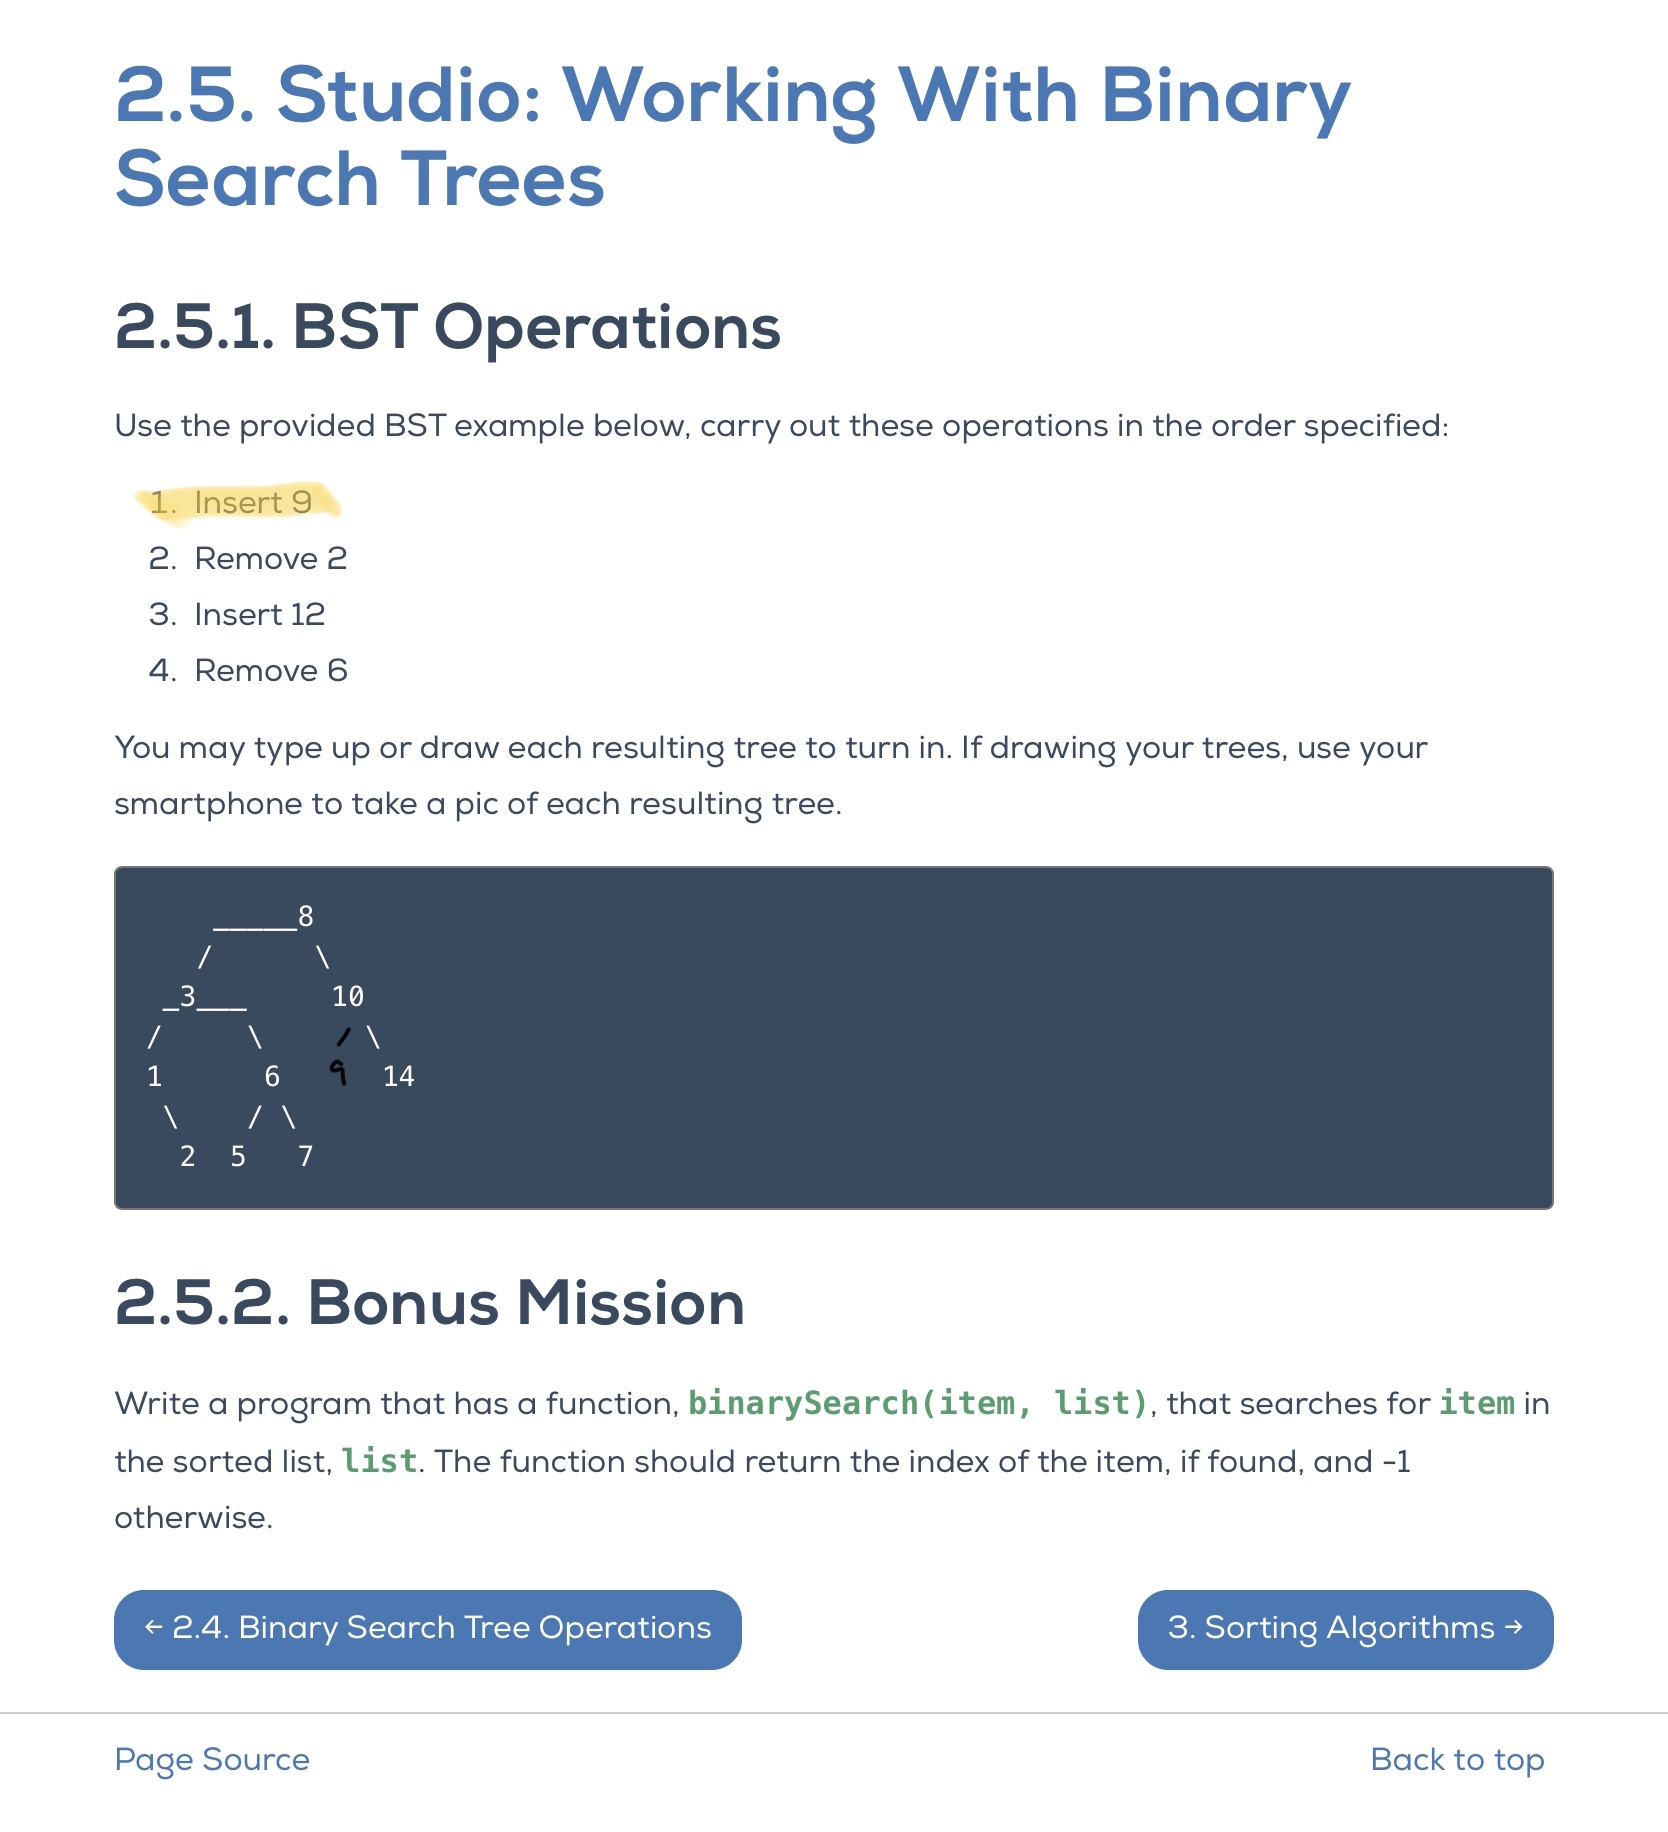 2.5. Studio: Working With Binary
Search Trees
2.5.1. BST Operations
Use the provided BST example below, carry out these operations in the order specified:
1. Insert 9
2. Remove 2
3. Insert 12
4. Remove 6
You may type up or draw each resulting tree to turn in. If drawing your trees, use your
smartphone to take a pic of each resulting tree.
_____8
/ \
_3___ 10
/ \ / \
1 6 9 14
\ / \
2 5 7
2.5.2. Bonus Mission
Write a program that has a function, binarySearch(item, list), that searches for item in
the sorted list, list. The function should return the index of the item, if found, and -1
otherwise.
← 2.4. Binary Search Tree Operations
3. Sorting Algorithms →
Page Source
Back to top